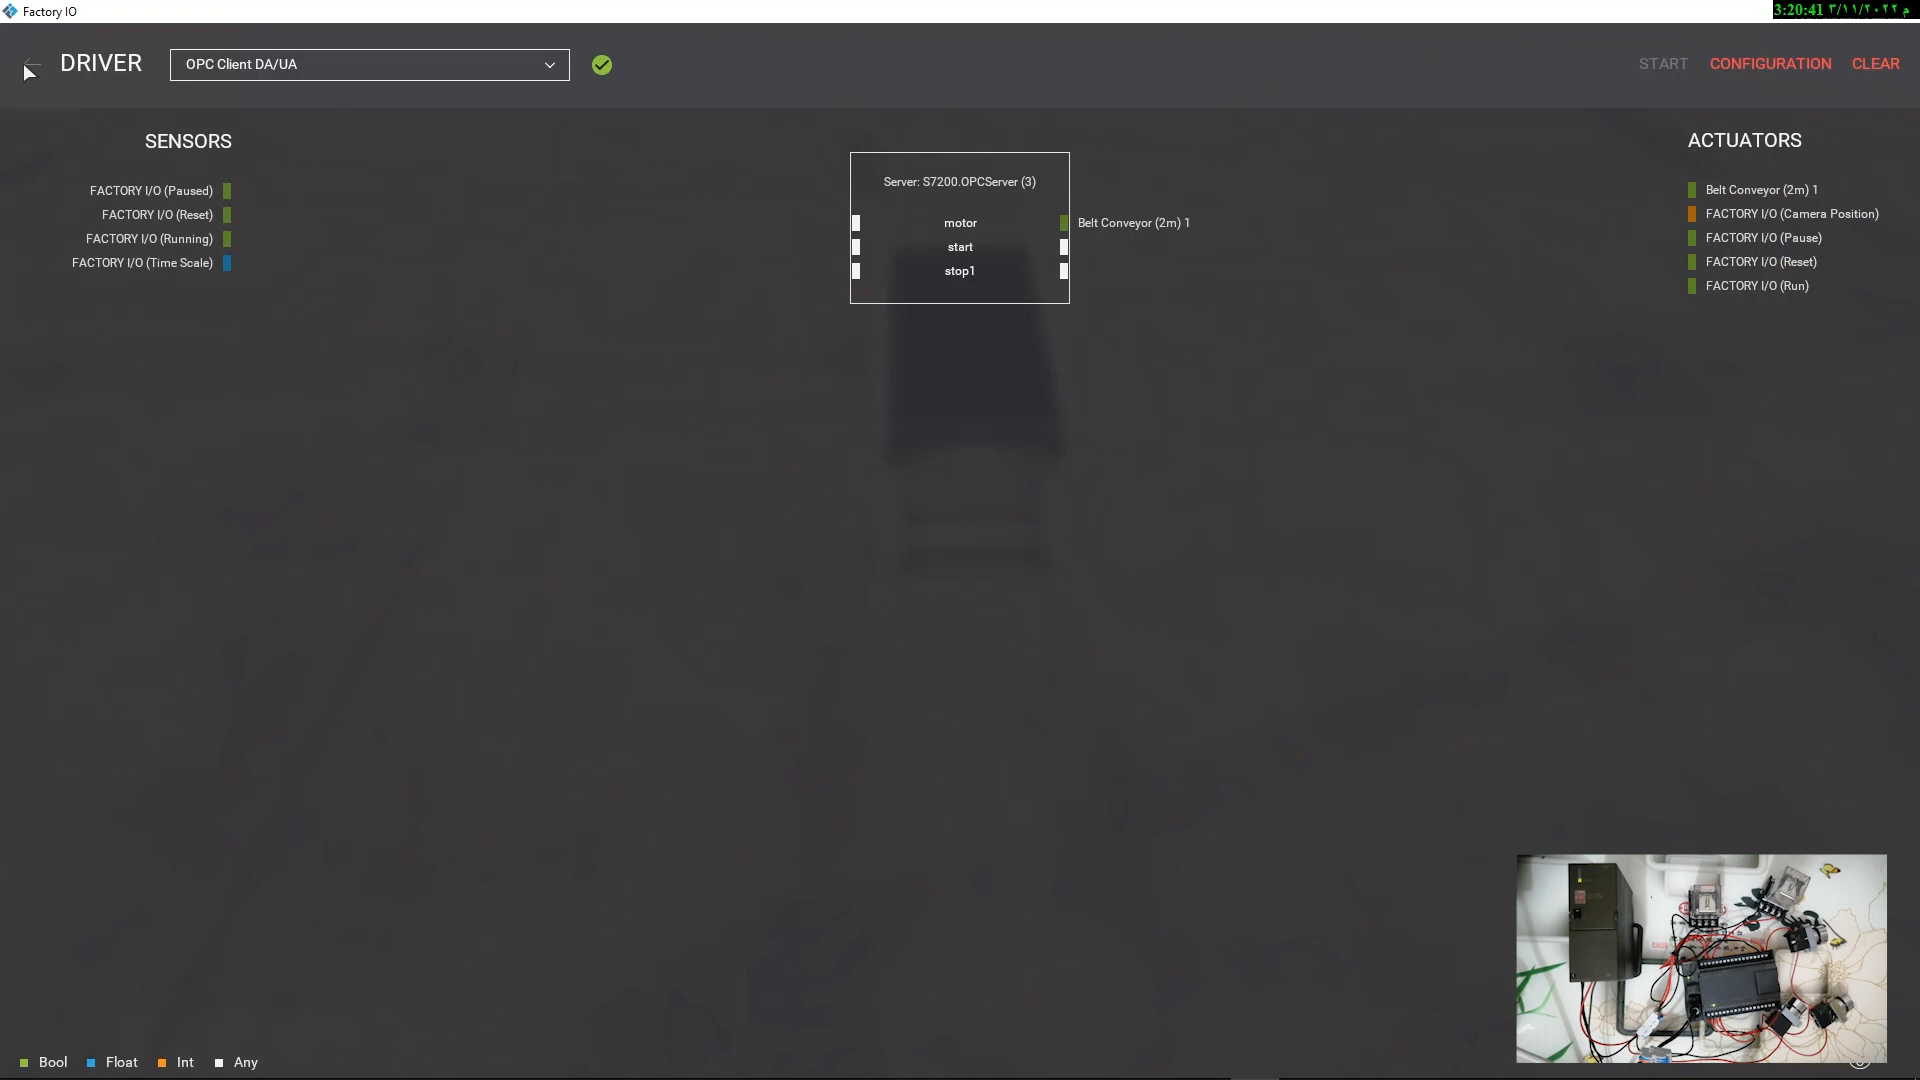 Factory IO
3:20:41 م ٣/١١/٢٠٢٢
DRIVER
OPC Client DA/UA
START
CONFIGURATION
CLEAR
SENSORS
FACTORY I/O (Paused)
FACTORY I/O (Reset)
FACTORY I/O (Running)
FACTORY I/O (Time Scale)
Server: S7200.OPCServer (3)
motor
Belt Conveyor (2m) 1
start
stop1
ACTUATORS
Belt Conveyor (2m) 1
FACTORY I/O (Camera Position)
FACTORY I/O (Pause)
FACTORY I/O (Reset)
FACTORY I/O (Run)
Bool
Float
Int
Any